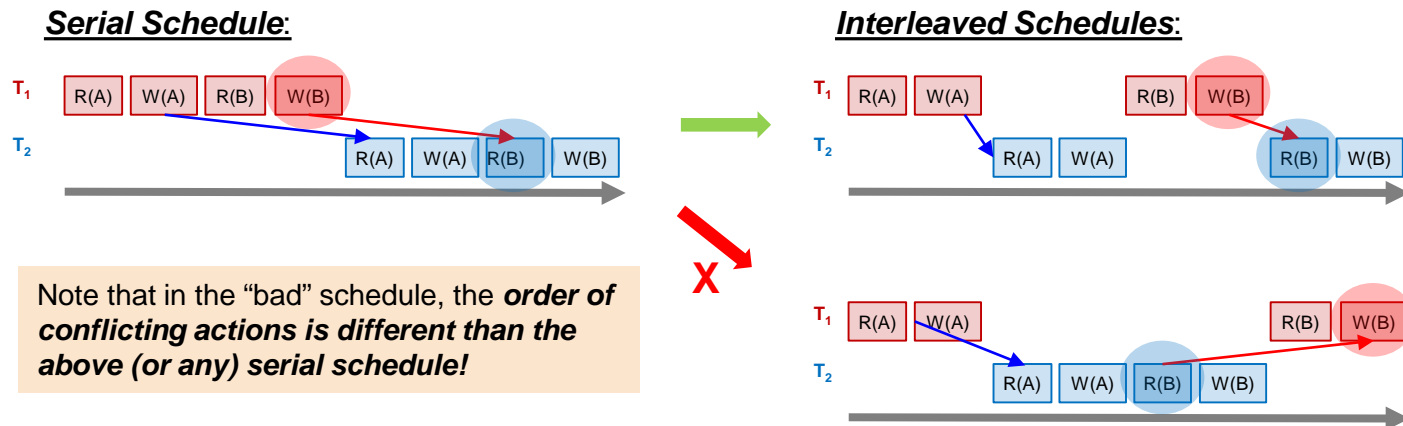 Serial Schedule:
T1 R(A) W(A) R(B) W(B)
T2 R(A) W(A) R(B) W(B)
Note that in the “bad” schedule, the order of
conflicting actions is different than the
above (or any) serial schedule!
X
Interleaved Schedules:
T1 R(A) W(A) R(B) W(B)
T2 R(A) W(A) R(B) W(B)
T1 R(A) W(A) R(B) W(B)
T2 R(A) W(A) R(B) W(B)